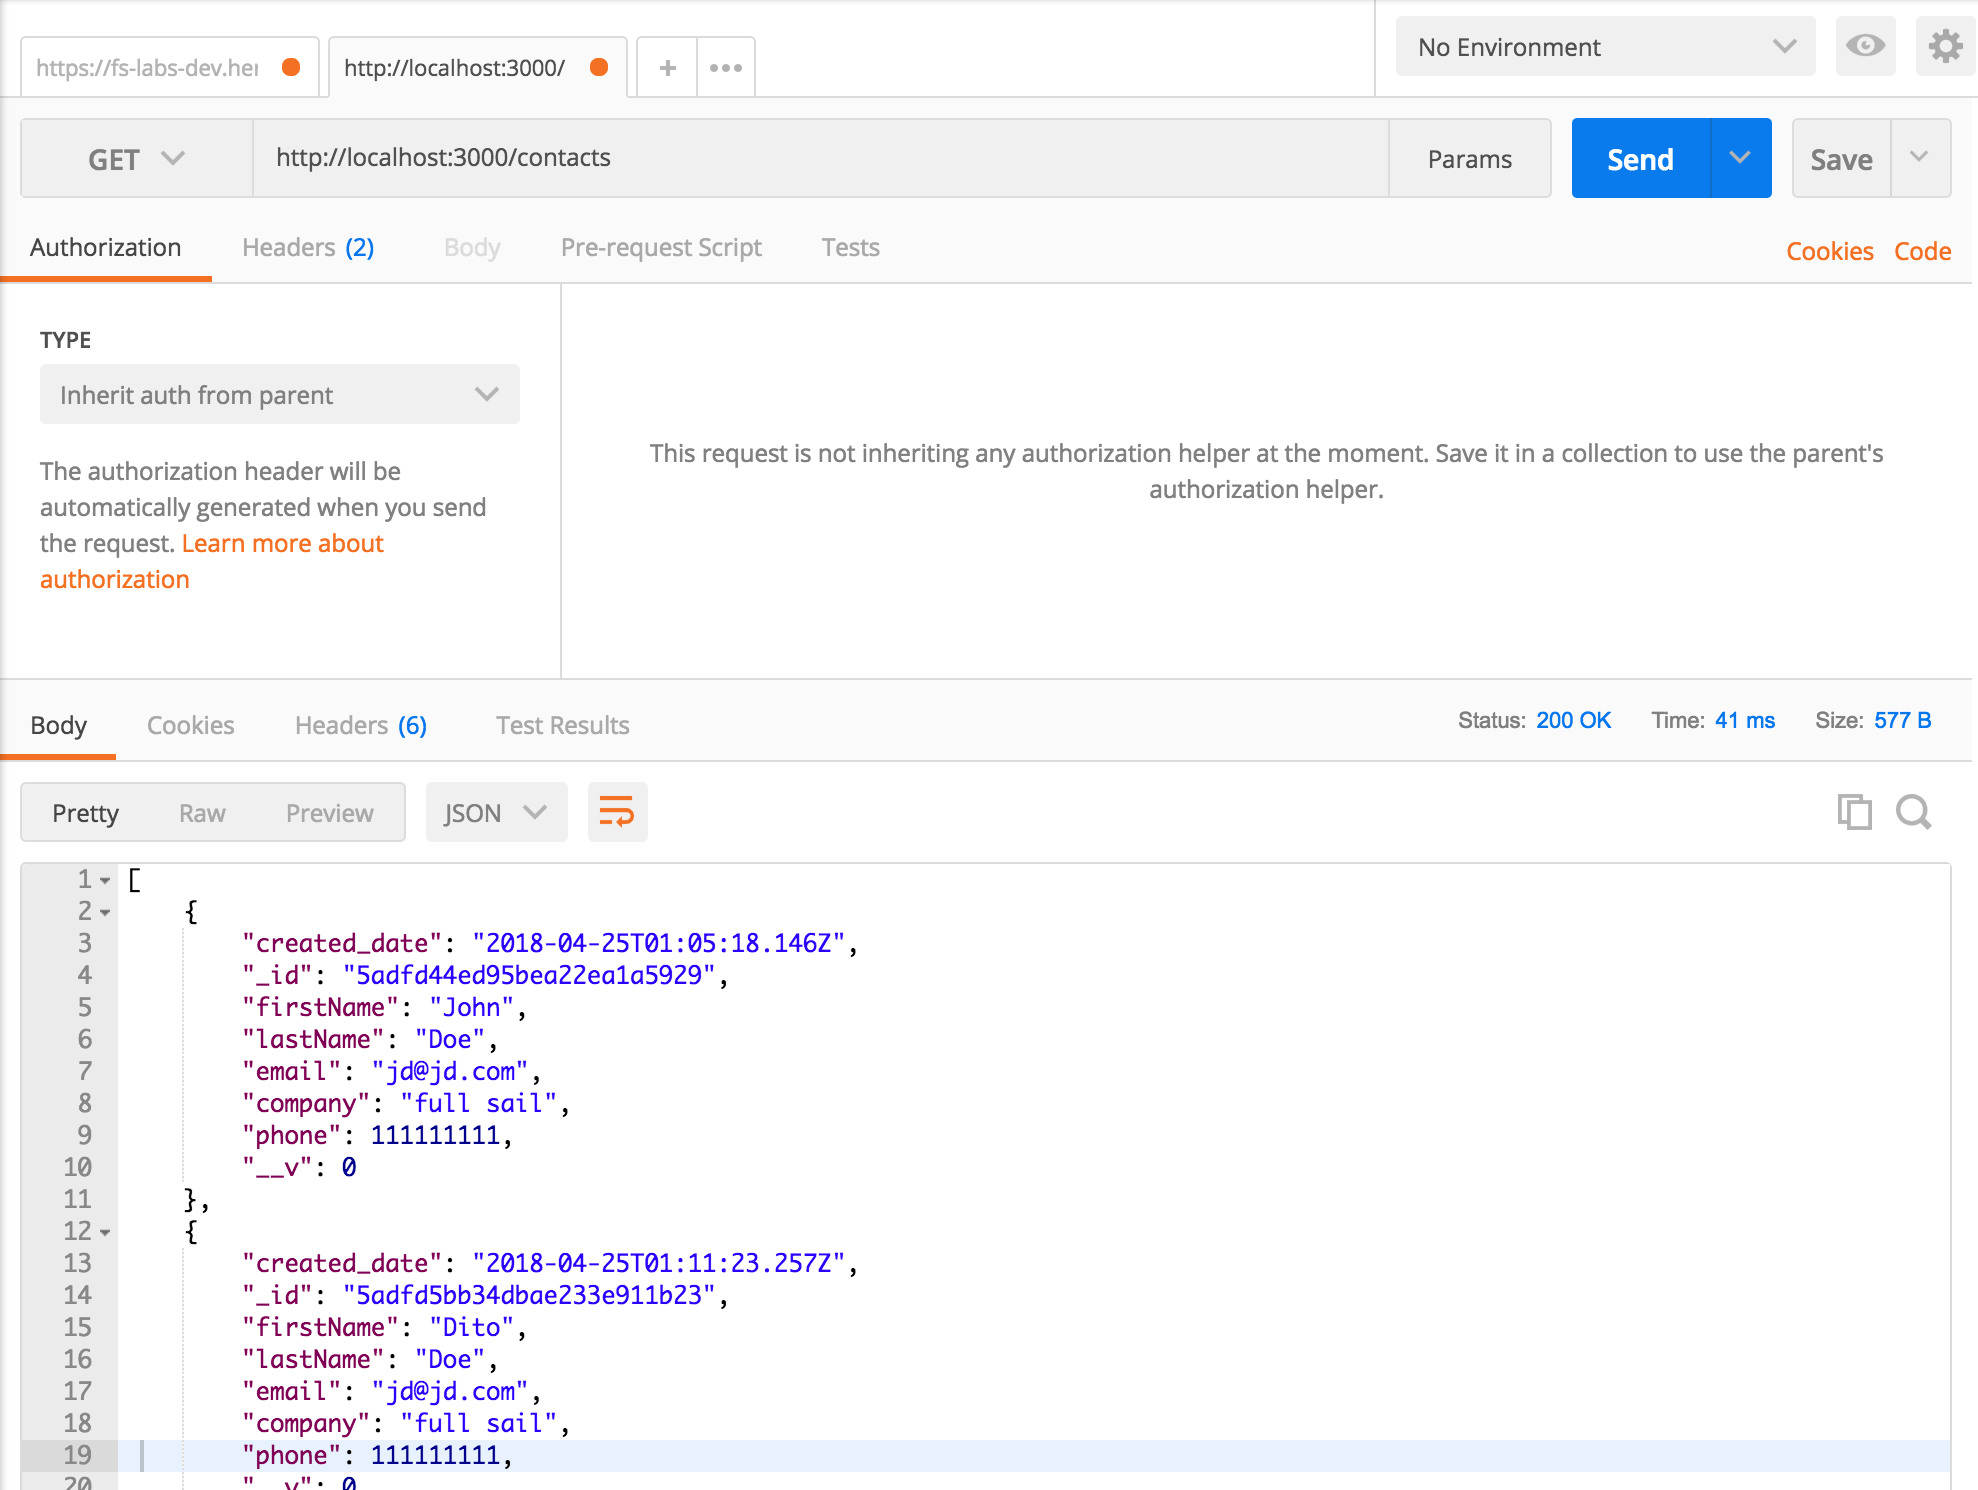 https://fs-labs-dev.her
http://localhost:3000/
+
No Environment
GET
http://localhost:3000/contacts
Params
Send
Save
Authorization
Headers (2)
Body
Pre-request Script
Tests
Cookies
Code
TYPE
Inherit auth from parent
The authorization header will be
automatically generated when you send
the request. Learn more about
authorization
This request is not inheriting any authorization helper at the moment. Save it in a collection to use the parent's
authorization helper.
Body
Cookies
Headers (6)
Test Results
Status: 200 OK
Time: 41 ms
Size: 577 B
Pretty
Raw
Preview
JSON
1 [
2 {
3 "created_date": "2018-04-25T01:05:18.146Z",
4 "_id": "5adfd44ed95bea22ea1a5929",
5 "firstName": "John",
6 "lastName": "Doe",
7 "email": "jd@jd.com",
8 "company": "full sail",
9 "phone": 111111111,
10 "__v": 0
11 },
12 {
13 "created_date": "2018-04-25T01:11:23.257Z",
14 "_id": "5adfd5bb34dbae233e911b23",
15 "firstName": "Dito",
16 "lastName": "Doe",
17 "email": "jd@jd.com",
18 "company": "full sail",
19 "phone": 111111111,
20 "__v": 0